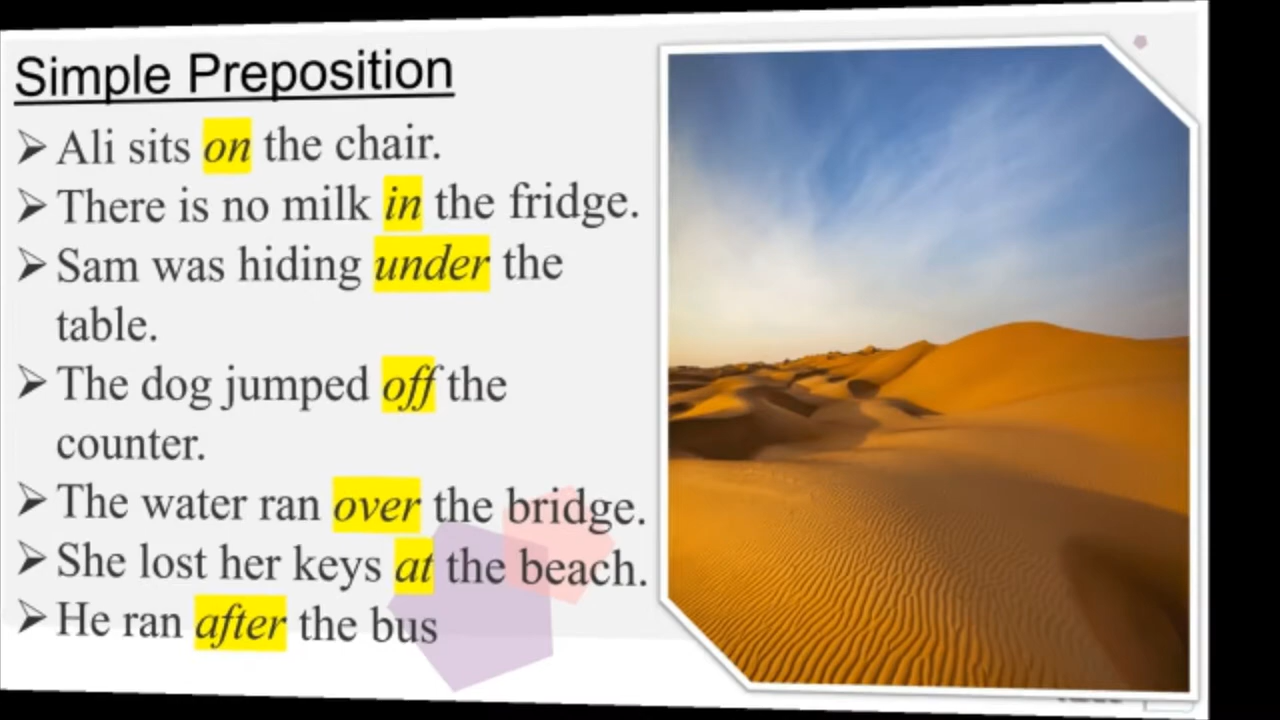 Simple Preposition
➢ Ali sits on the chair.
➢ There is no milk in the fridge.
➢ Sam was hiding under the
table.
➢ The dog jumped off the
counter.
➢ The water ran over the bridge.
➢ She lost her keys at the beach.
➢ He ran after the bus